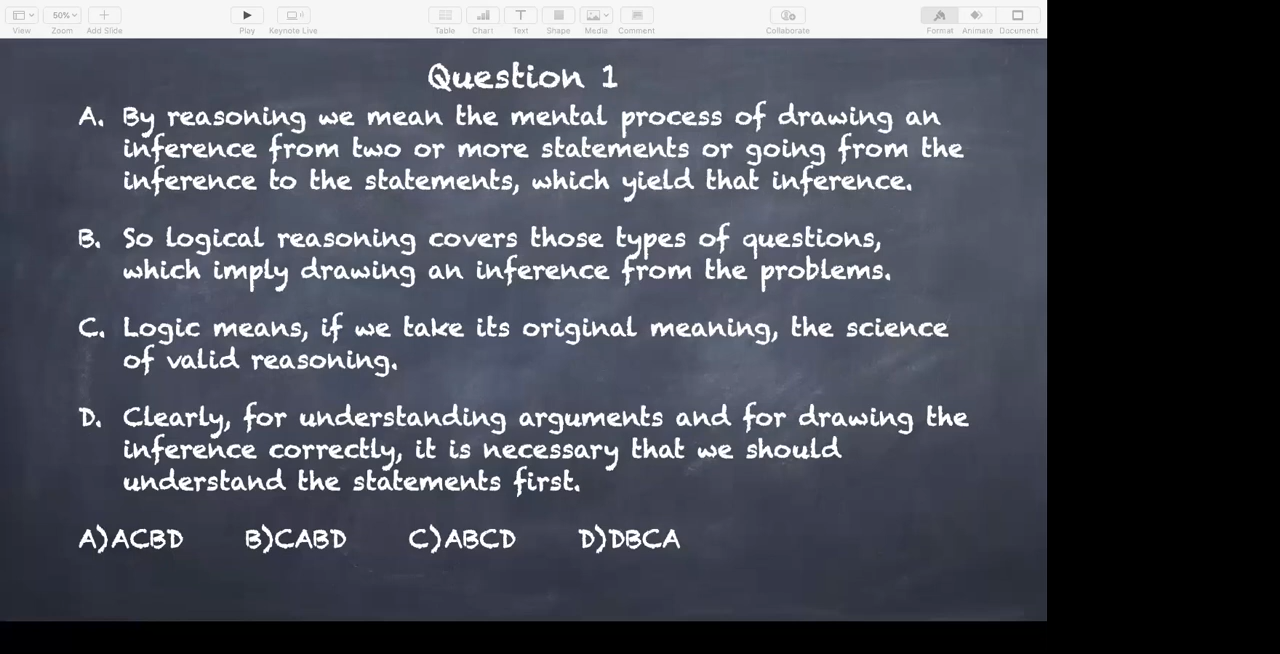 View 50% Zoom Add Slide Play Keynote Live Table Chart Text Shape Media Comment Collaborate Format Animate Document
Question 1
A. By reasoning we mean the mental process of drawing an
inference from two or more statements or going from the
inference to the statements, which yield that inference.
B. So logical reasoning covers those types of questions,
which imply drawing an inference from the problems.
C. Logic means, if we take its original meaning, the science
of valid reasoning.
D. Clearly, for understanding arguments and for drawing the
inference correctly, it is necessary that we should
understand the statements first.
A)ACBD B)CABD C)ABCD D)DBCA